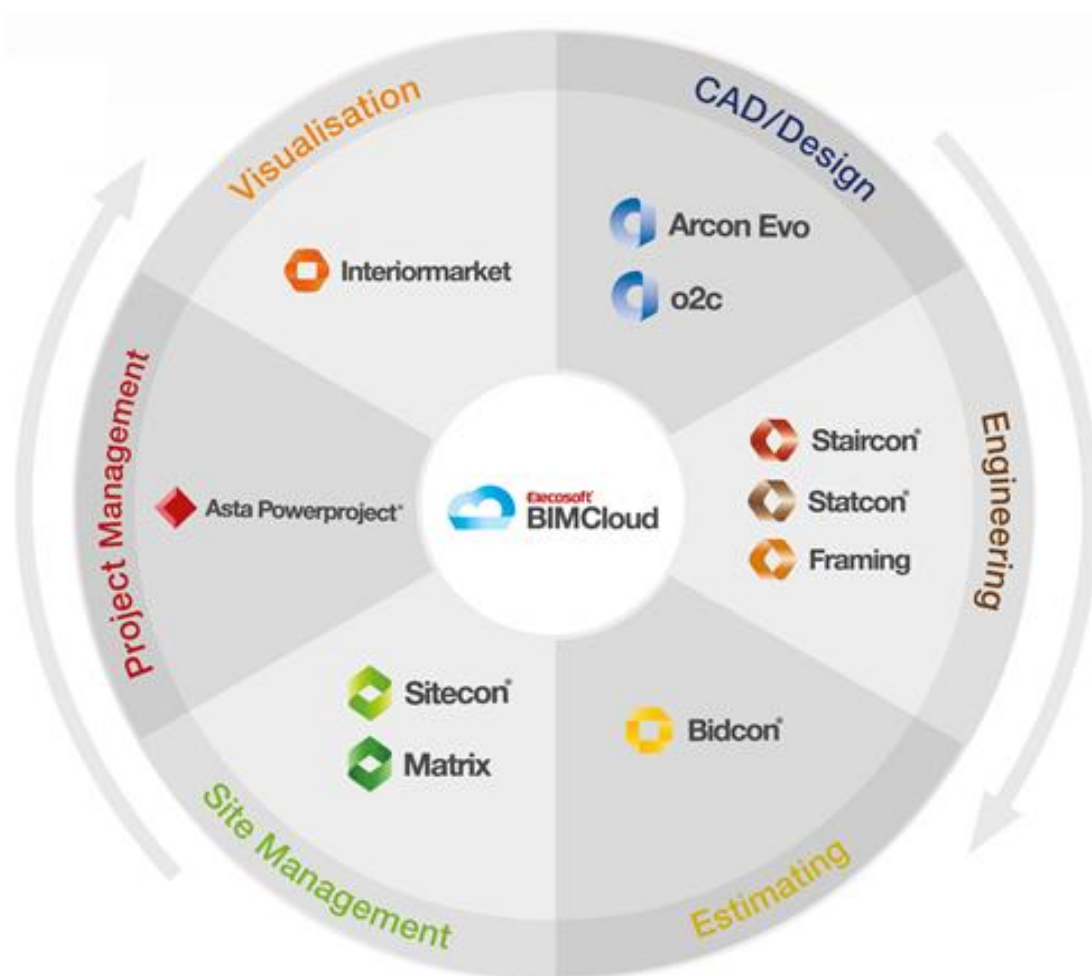 Visualisation
CAD/Design
Interiormarket
Arcon Evo
o2c
Project Management
Asta Powerproject®
Elecosoft®
BIMCloud
Staircon®
Statcon®
Framing
Engineering
Sitecon®
Matrix
Bidcon®
Site Management
Estimating